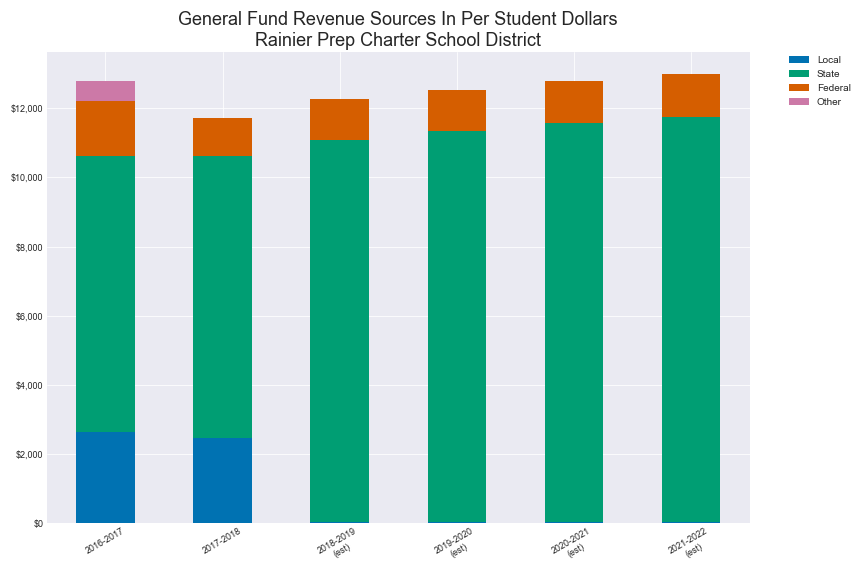 General Fund Revenue Sources In Per Student Dollars
Rainier Prep Charter School District
Local
State
Federal
Other
$12,000
$10,000
$8,000
$6,000
$4,000
$2,000
$0
2016-2017
2017-2018
2018-2019
(est)
2019-2020
(est)
2020-2021
(est)
2021-2022
(est)